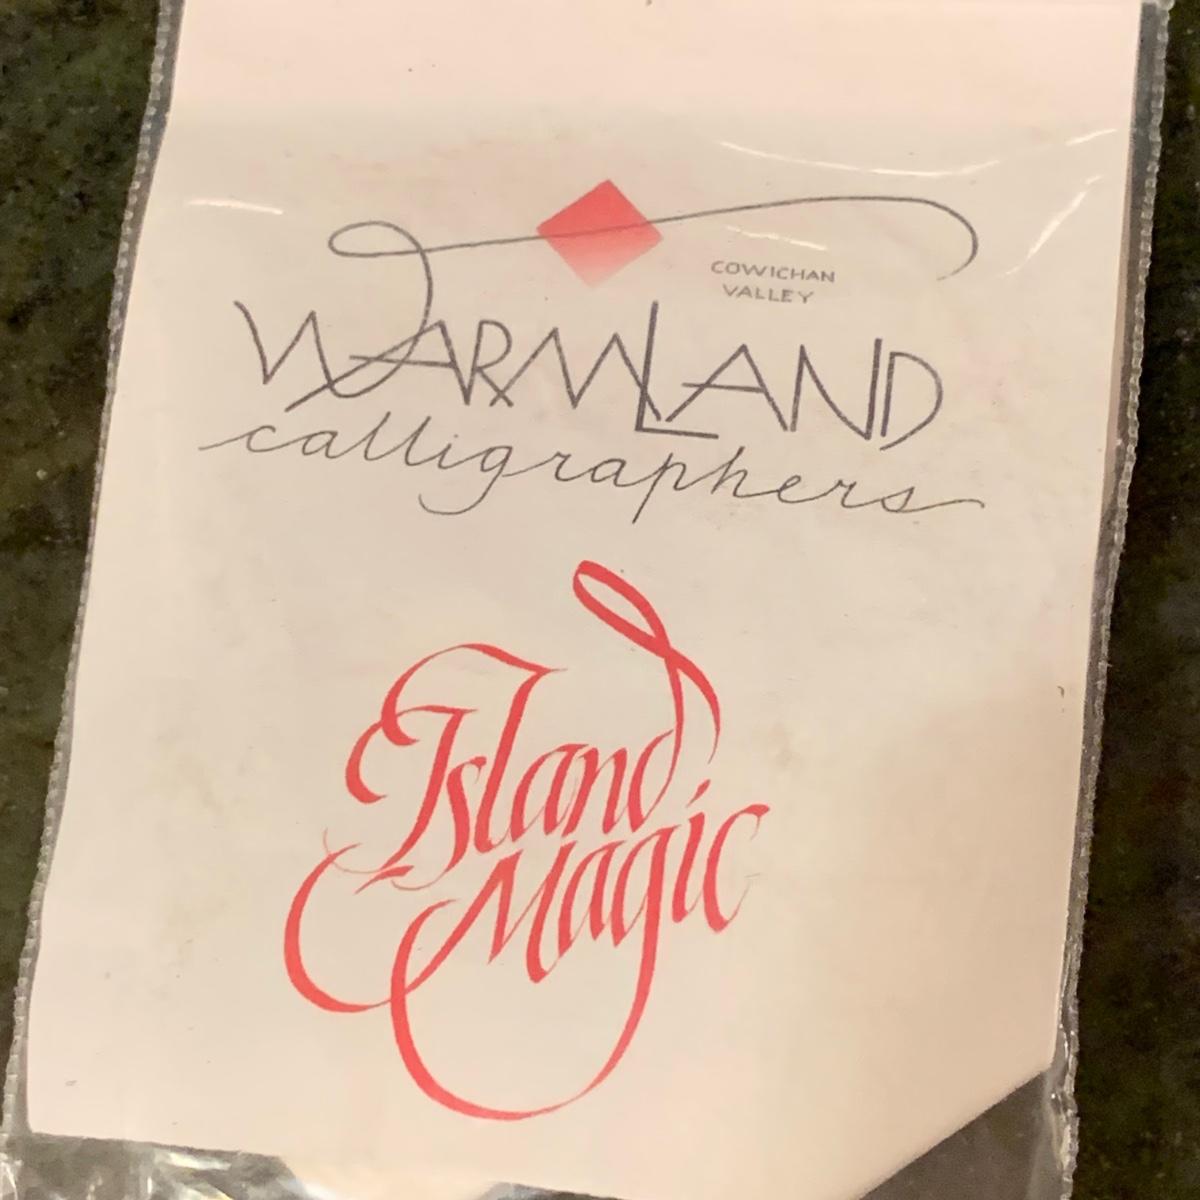 COWICHAN
VALLEY
WARMLAND
calligraphers
Island
Magic